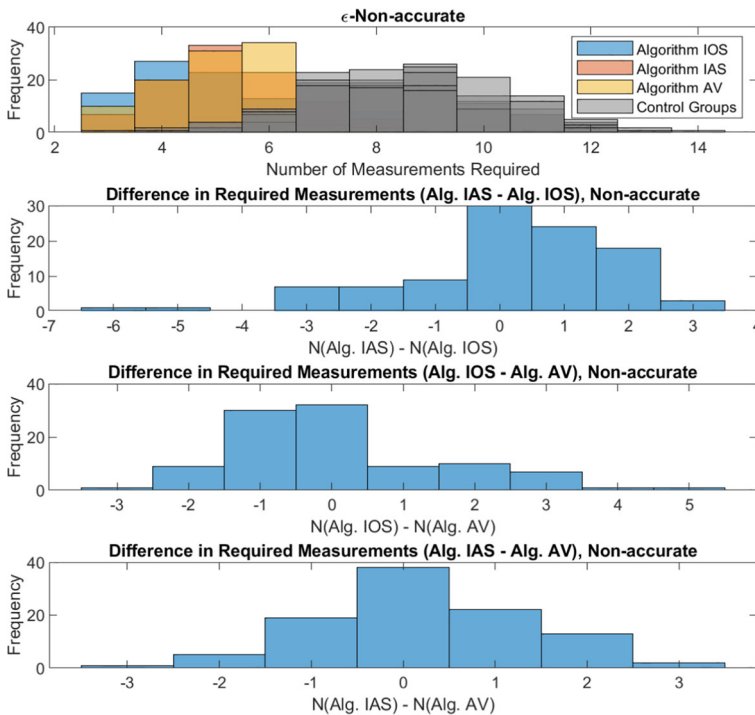 ϵ-Non-accurate
40
20
0
Frequency
Algorithm IOS
Algorithm IAS
Algorithm AV
Control Groups
2 4 6 8 10 12 14
Number of Measurements Required
Difference in Required Measurements (Alg. IAS - Alg. IOS), Non-accurate
30
20
10
0
Frequency
-7 -6 -5 -4 -3 -2 -1 0 1 2 3 4
N(Alg. IAS) - N(Alg. IOS)
Difference in Required Measurements (Alg. IOS - Alg. AV), Non-accurate
40
20
0
Frequency
-3 -2 -1 0 1 2 3 4 5
N(Alg. IOS) - N(Alg. AV)
Difference in Required Measurements (Alg. IAS - Alg. AV), Non-accurate
40
20
0
Frequency
-3 -2 -1 0 1 2 3
N(Alg. IAS) - N(Alg. AV)